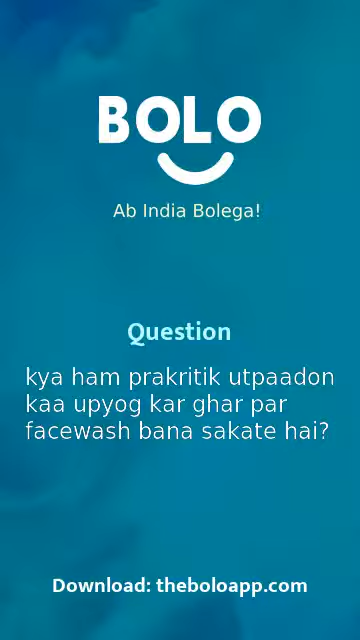 BOLO
Ab India Bolega!
Question
kya ham prakritik utpaadon
kaa upyog kar ghar par
facewash bana sakate hai?
Download: theboloapp.com